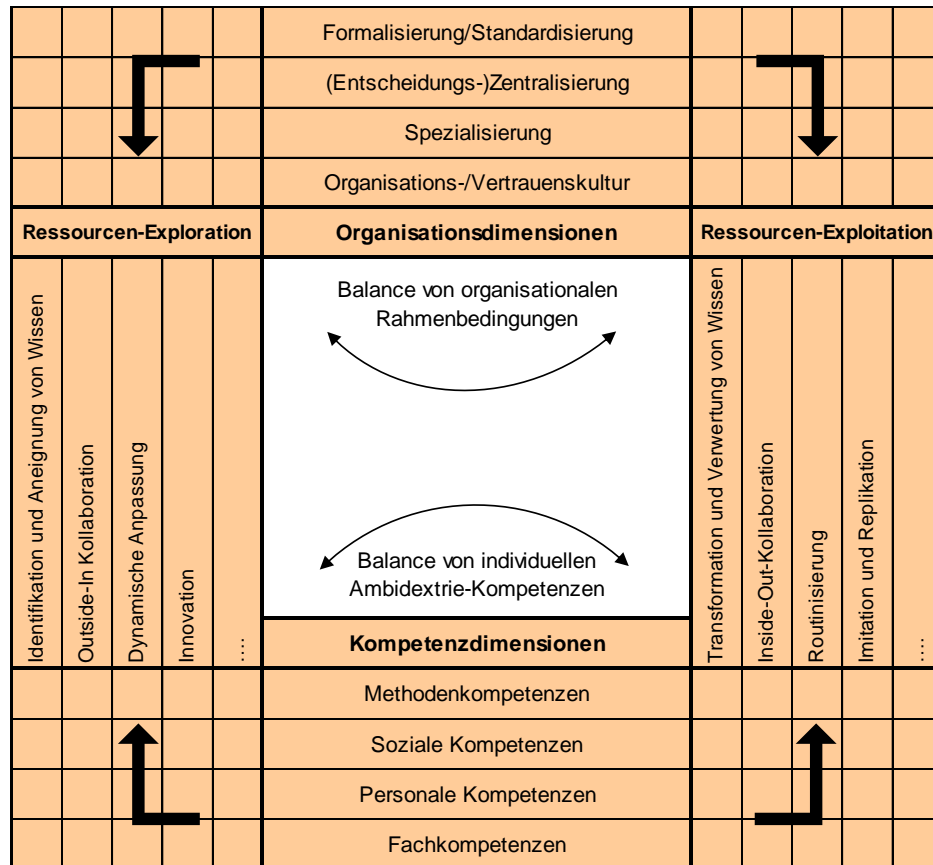 Formalisierung/Standardisierung
(Entscheidungs-)Zentralisierung
Spezialisierung
Organisations-/Vertrauenskultur
Ressourcen-Exploration
Organisationsdimensionen
Ressourcen-Exploitation
Identifikation und Aneignung von Wissen
Outside-In Kollaboration
Dynamische Anpassung
Innovation
....
Balance von organisationalen
Rahmenbedingungen
Balance von individuellen
Ambidextrie-Kompetenzen
Transformation und Verwertung von Wissen
Inside-Out-Kollaboration
Routinisierung
Imitation und Replikation
....
Kompetenzdimensionen
Methodenkompetenzen
Soziale Kompetenzen
Personale Kompetenzen
Fachkompetenzen